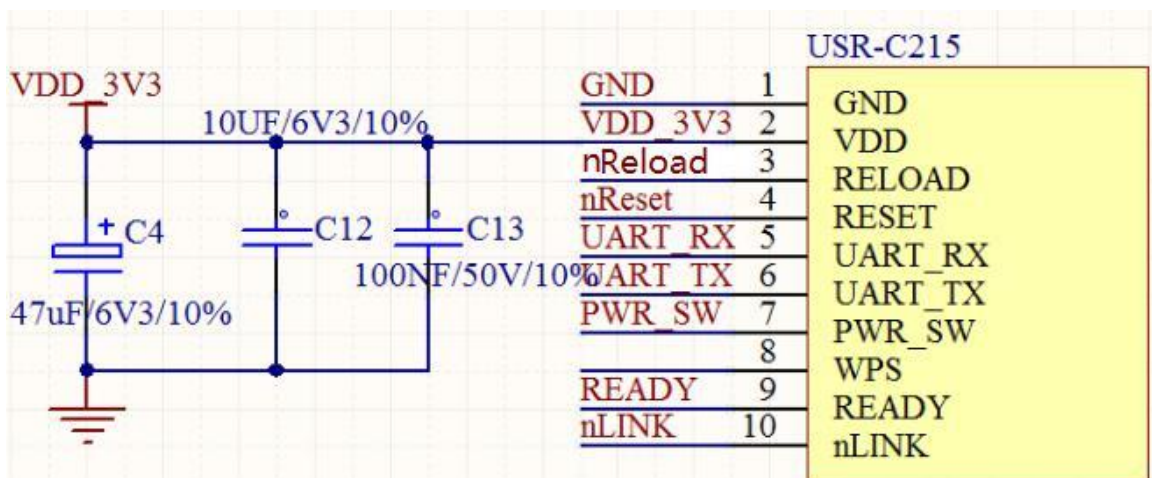 USR-C215
VDD_3V3
10UF/6V3/10%
C4
47uF/6V3/10%
C12
C13
100NF/50V/10%
GND 1 GND
VDD_3V3 2 VDD
nReload 3 RELOAD
nReset 4 RESET
UART_RX 5 UART_RX
UART_TX 6 UART_TX
PWR_SW 7 PWR_SW
8 WPS
READY 9 READY
nLINK 10 nLINK